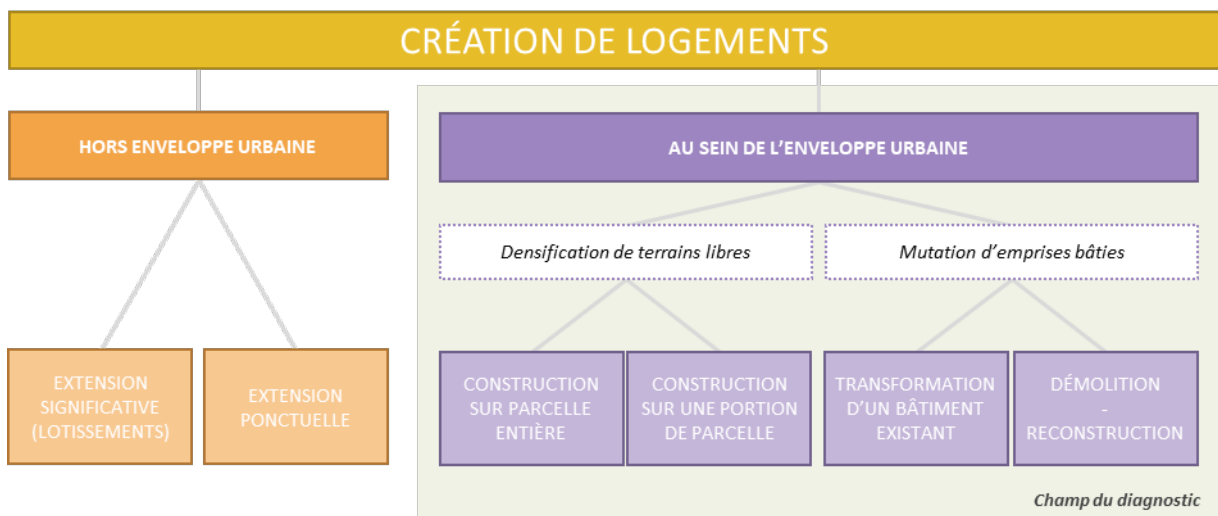 CRÉATION DE LOGEMENTS
HORS ENVELOPPE URBAINE
AU SEIN DE L'ENVELOPPE URBAINE
Densification de terrains libres
Mutation d'emprises bâties
EXTENSION
SIGNIFICATIVE
(LOTISSEMENTS)
EXTENSION
PONCTUELLE
CONSTRUCTION
SUR PARCELLE
ENTIÈRE
CONSTRUCTION
SUR UNE PORTION
DE PARCELLE
TRANSFORMATION
D'UN BÂTIMENT
EXISTANT
DÉMOLITION
-
RECONSTRUCTION
Champ du diagnostic